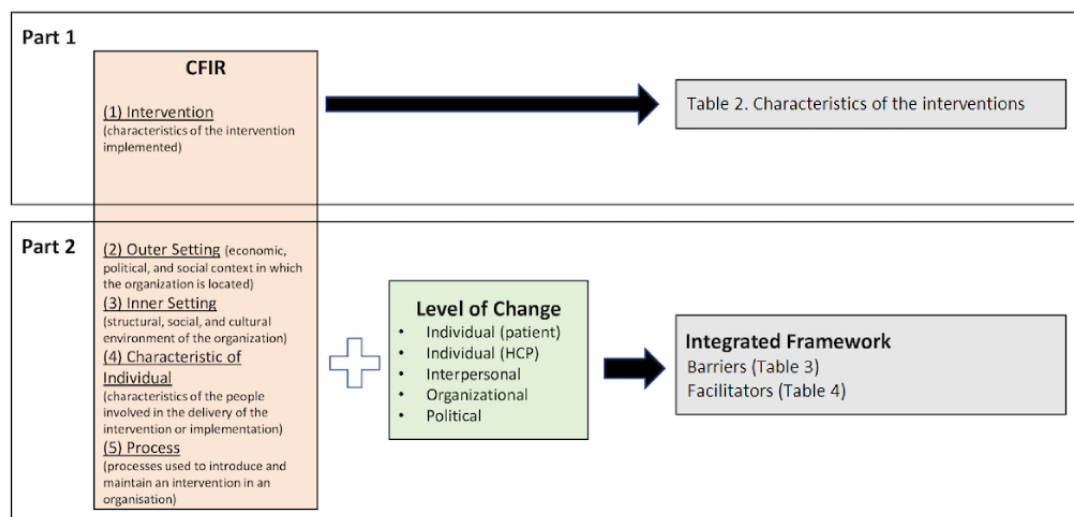 Part 1
CFIR
(1) Intervention
(characteristics of the intervention
implemented)
Table 2. Characteristics of the interventions
Part 2
(2) Outer Setting (economic,
political, and social context in which
the organization is located)
(3) Inner Setting
(structural, social, and cultural
environment of the organization)
(4) Characteristic of
Individual
(characteristics of the people
involved in the delivery of the
intervention or implementation)
(5) Process
(processes used to introduce and
maintain an intervention in an
organisation)
Level of Change
• Individual (patient)
• Individual (HCP)
• Interpersonal
• Organizational
• Political
Integrated Framework
Barriers (Table 3)
Facilitators (Table 4)